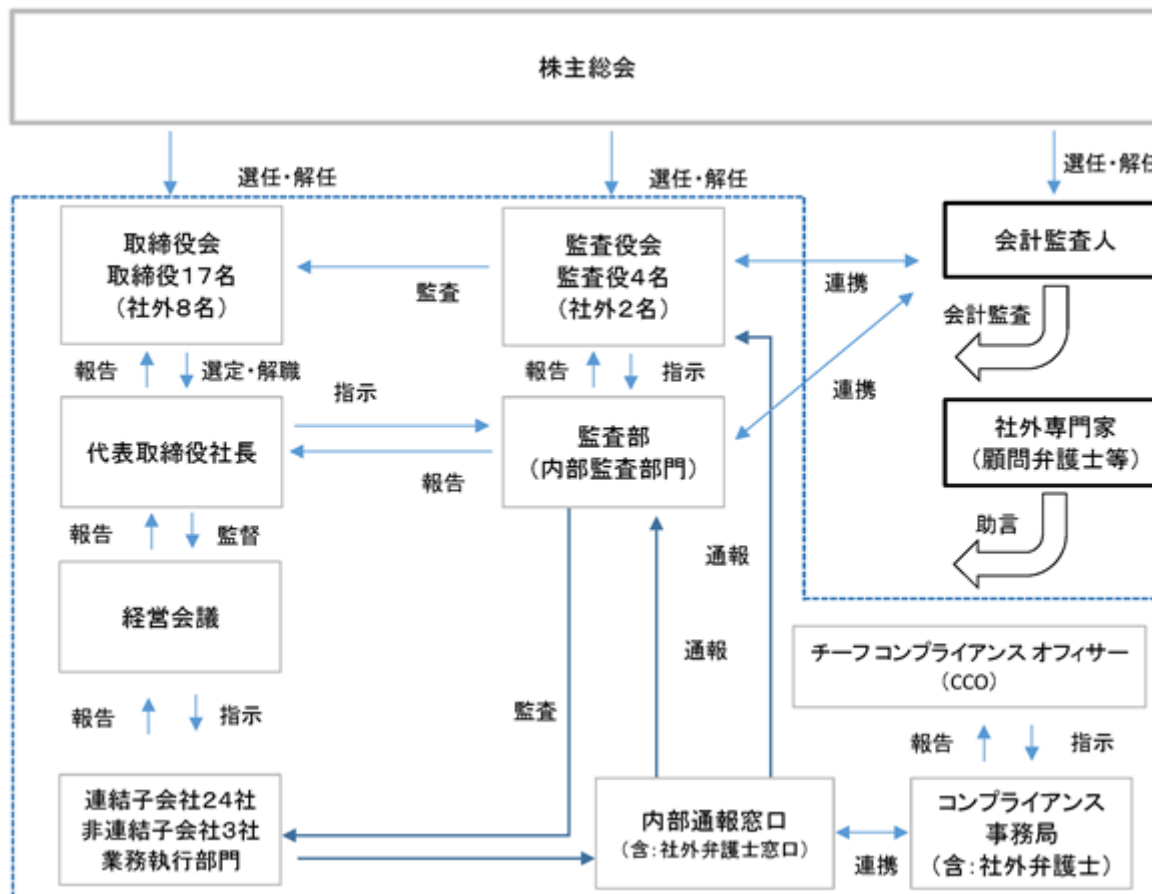 株主総会
選任・解任
選任・解任
選任・解任
取締役会
取締役17名
(社外8名)
監査
監査役会
監査役4名
(社外2名)
連携
会計監査人
会計監査
報告
選定・解職
報告
指示
連携
指示
代表取締役社長
報告
監査部
(内部監査部門)
社外専門家
(顧問弁護士等)
助言
報告
監督
通報
経営会議
通報
チーフ コンプライアンス オフィサー
(CCO)
報告
指示
監査
報告
指示
連結子会社24社
非連結子会社3社
業務執行部門
内部通報窓口
(含:社外弁護士窓口)
連携
コンプライアンス
事務局
(含:社外弁護士)